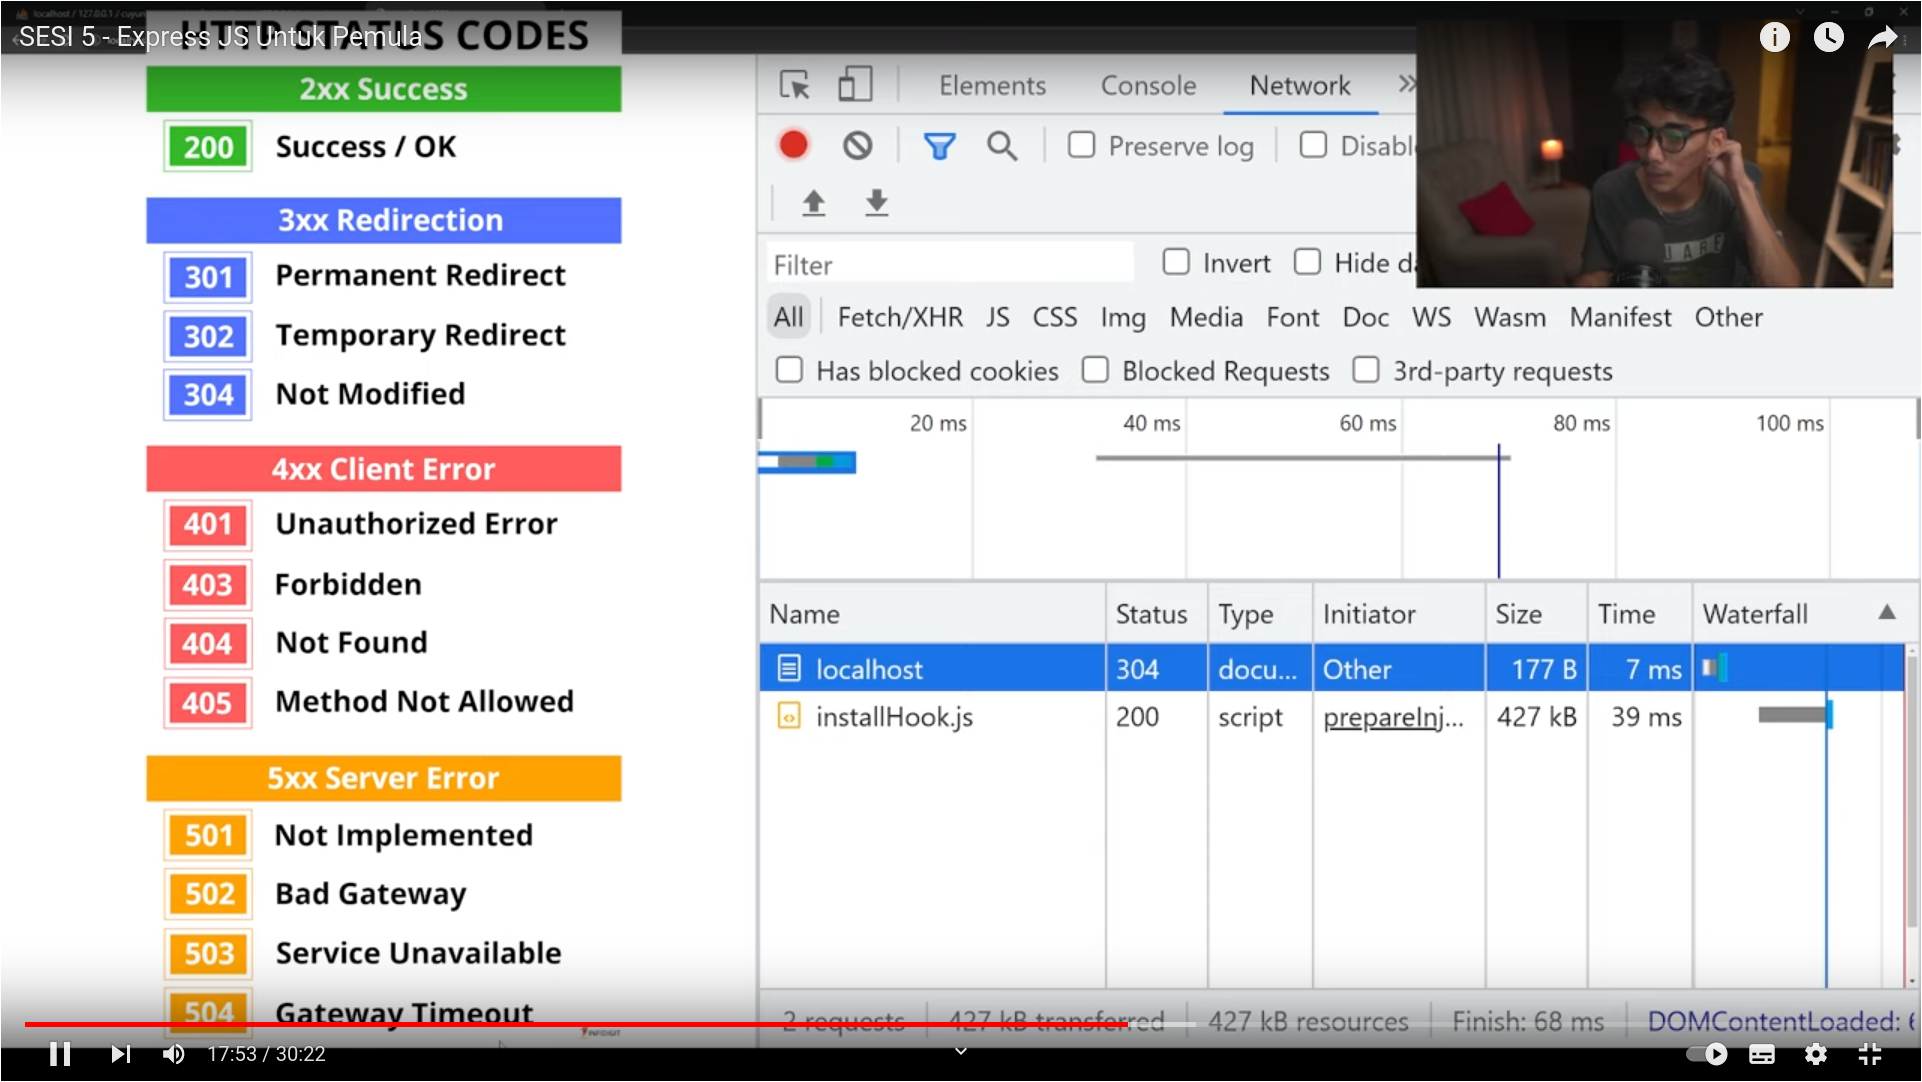 SESI 5 - Express JS Untuk Pemula
HTTP STATUS CODES
2xx Success
200 Success / OK
3xx Redirection
301 Permanent Redirect
302 Temporary Redirect
304 Not Modified
4xx Client Error
401 Unauthorized Error
403 Forbidden
404 Not Found
405 Method Not Allowed
5xx Server Error
501 Not Implemented
502 Bad Gateway
503 Service Unavailable
504 Gateway Timeout
Elements Console Network
Preserve log Disabl
Filter Invert Hide da
All Fetch/XHR JS CSS Img Media Font Doc WS Wasm Manifest Other
Has blocked cookies Blocked Requests 3rd-party requests
20 ms 40 ms 60 ms 80 ms 100 ms
Name Status Type Initiator Size Time Waterfall
localhost 304 docu... Other 177 B 7 ms
installHook.js 200 script prepareInj... 427 kB 39 ms
2 requests 427 kB transferred 427 kB resources Finish: 68 ms DOMContentLoaded:
17:53 / 30:22